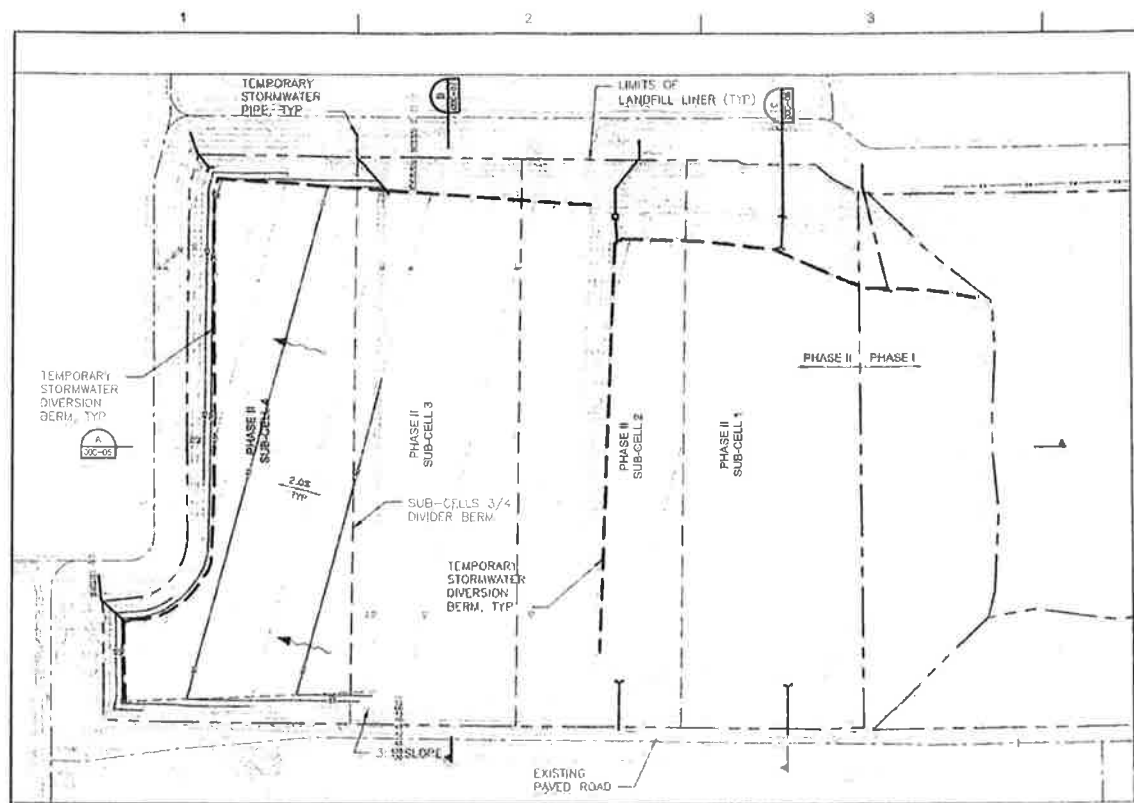 1 2 3
TEMPORARY
STORMWATER
PIPE, TYP
LIMITS OF
LANDFILL LINER (TYP)
PHASE II PHASE I
TEMPORARY
STORMWATER
DIVERSION
BERM, TYP
A
30C-05
PHASE II
SUB-CELL 4
PHASE II
SUB-CELL 3
PHASE II
SUB-CELL 2
PHASE II
SUB-CELL 1
2.0%
TYP
SUB-CELLS 3/4
DIVIDER BERM
TEMPORARY
STORMWATER
DIVERSION
BERM, TYP
SLOPE
EXISTING
PAVED ROAD